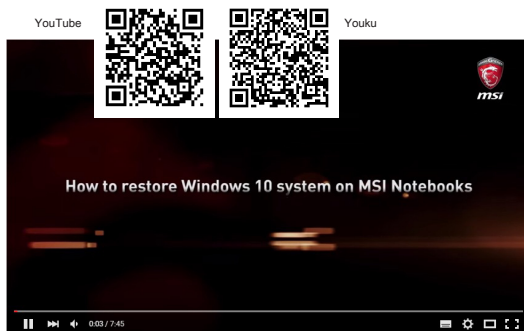 YouTube
Youku
msi
How to restore Windows 10 system on MSI Notebooks
0:03 / 7:45